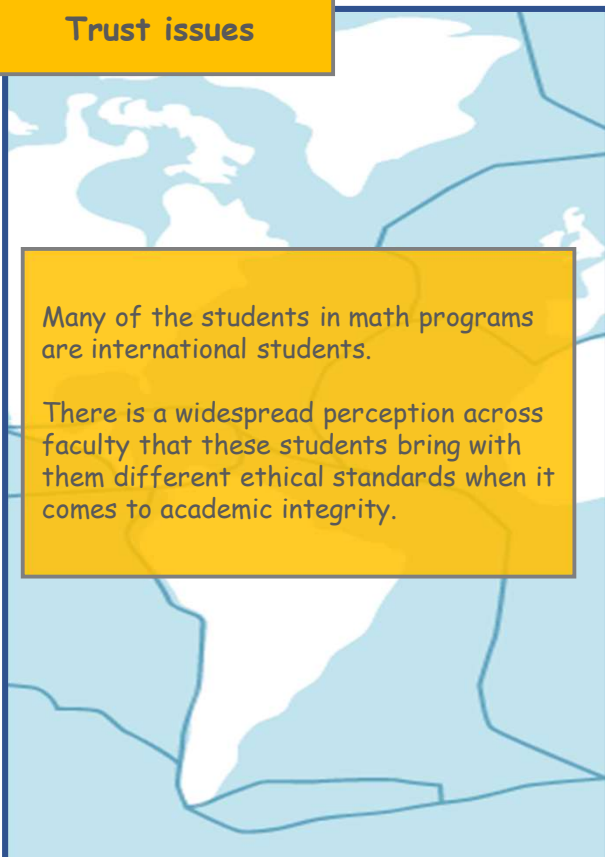 Trust issues
Many of the students in math programs
are international students.
There is a widespread perception across
faculty that these students bring with
them different ethical standards when it
comes to academic integrity.